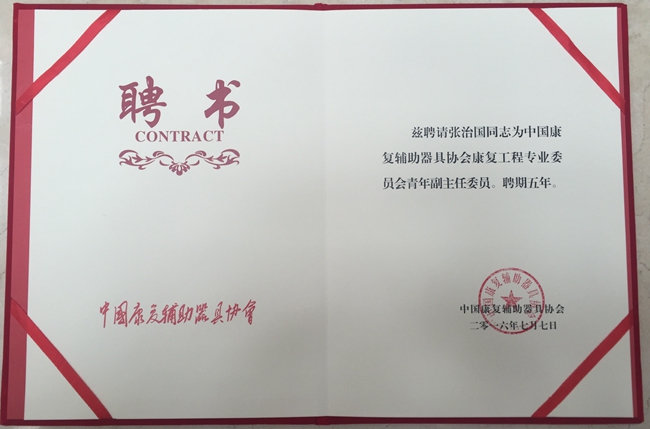 聘书
CONTRACT
中国康复辅助器具协會
兹聘请张治国同志为中国康
复辅助器具协会康复工程专业委
员会青年副主任委员。聘期五年。
中国康复辅助器具协会
二零一六年七月七日